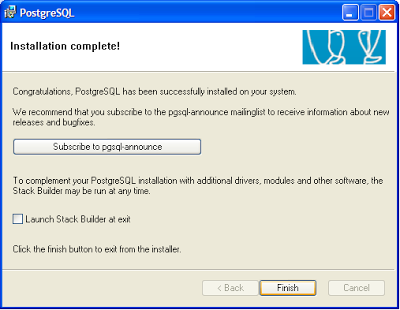 PostgreSQL
Installation complete!
Congratulations, PostgreSQL has been successfully installed on your system.
We recommend that you subscribe to the pgsql-announce mailinglist to receive information about new
releases and bugfixes.
Subscribe to pgsql-announce
To complement your PostgreSQL installation with additional drivers, modules and other software, the
Stack Builder may be run at any time.
Launch Stack Builder at exit
Click the finish button to exit from the installer.
< Back
Finish
Cancel